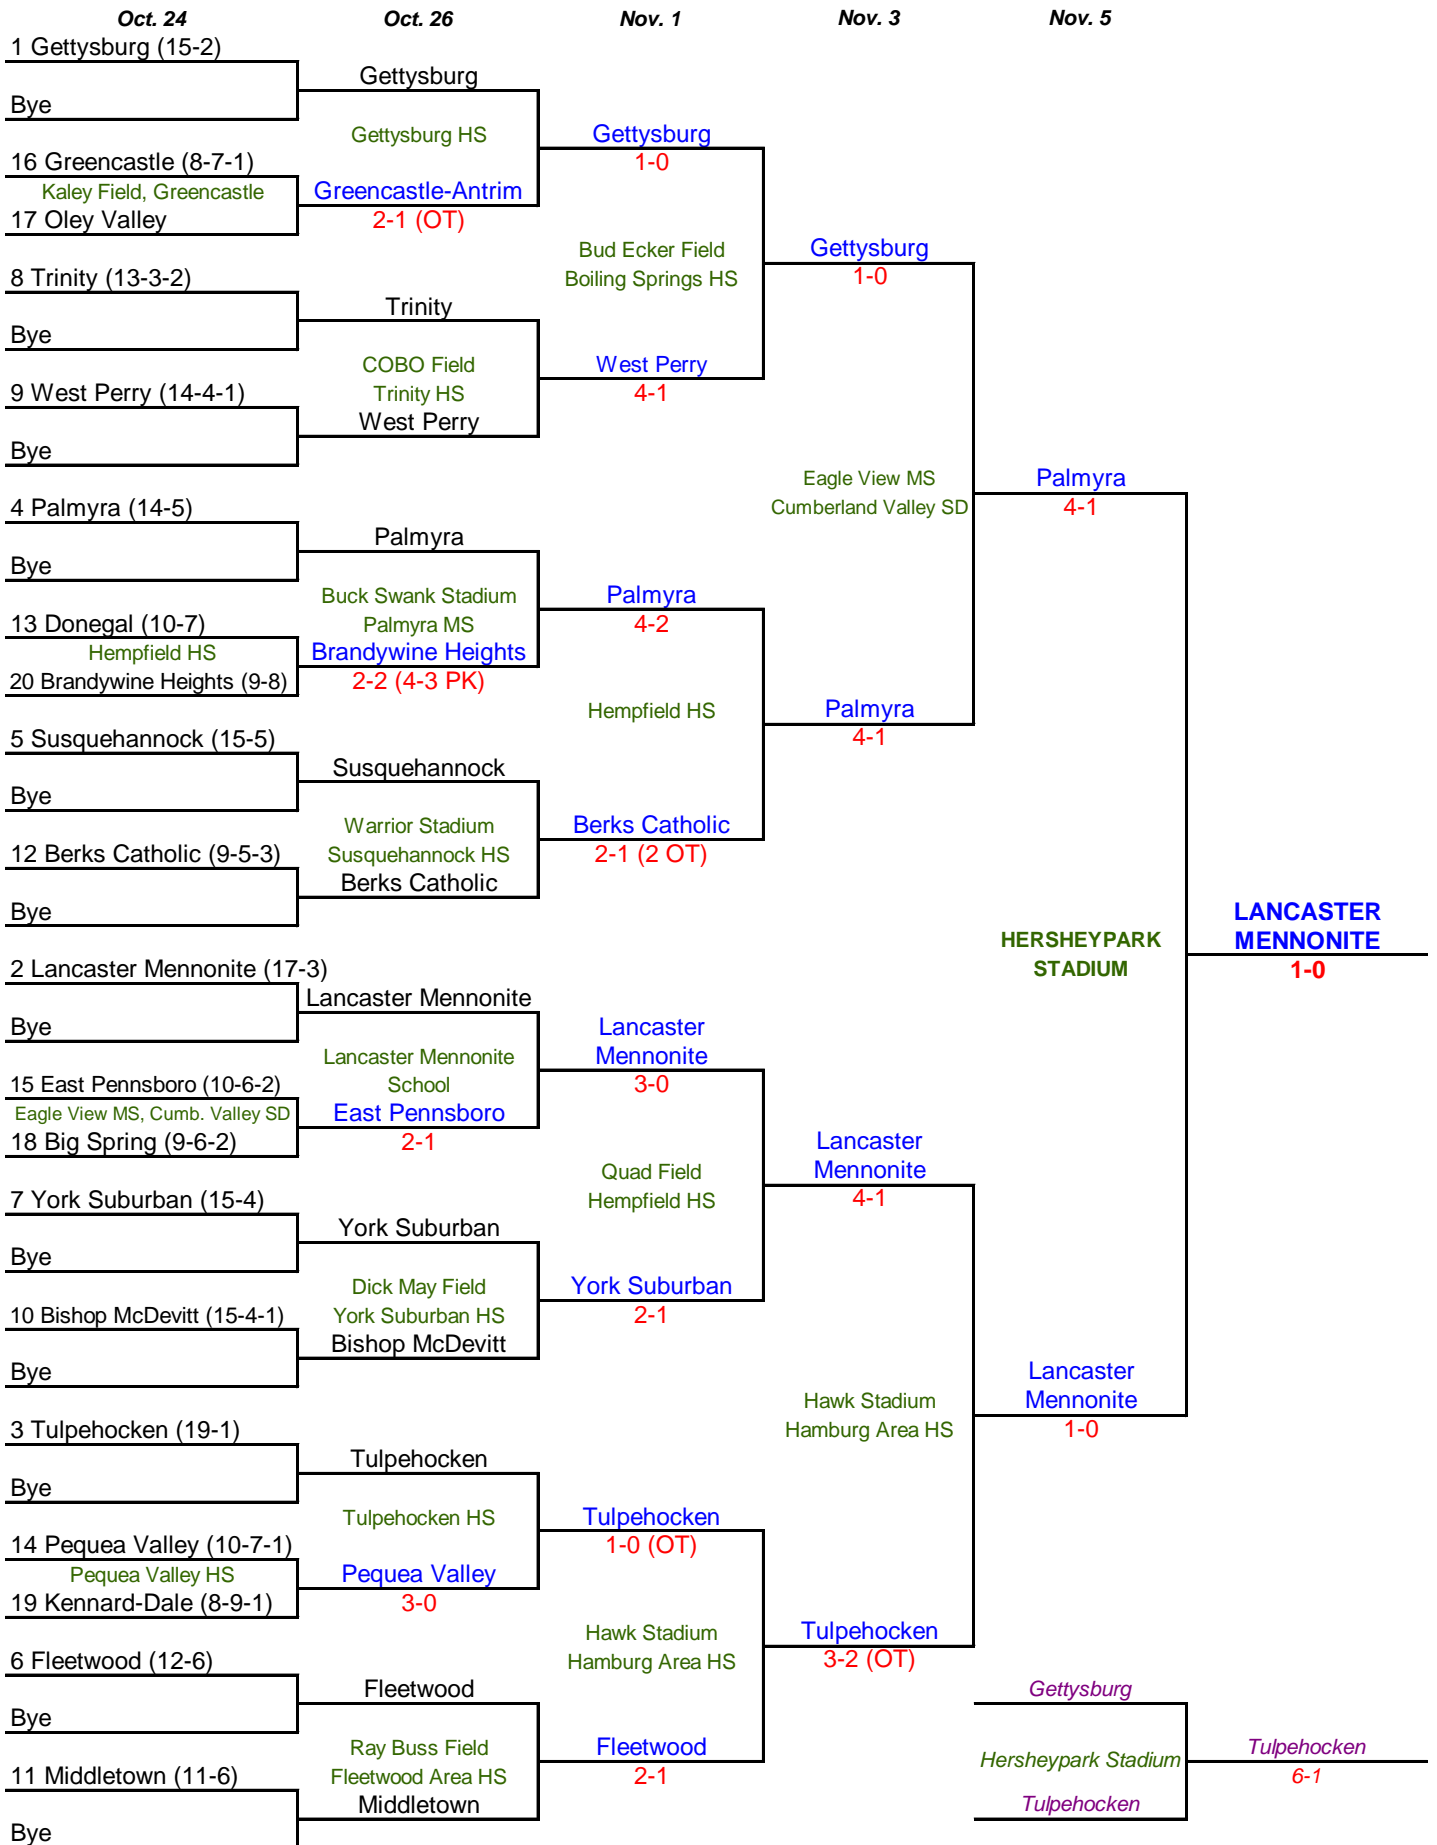 Oct. 24
Oct. 26
Nov. 1
Nov. 3
Nov. 5
1 Gettysburg (15-2)
Bye
16 Greencastle (8-7-1)
Kaley Field, Greencastle
17 Oley Valley
8 Trinity (13-3-2)
Bye
9 West Perry (14-4-1)
Bye
4 Palmyra (14-5)
Bye
13 Donegal (10-7)
Hempfield HS
20 Brandywine Heights (9-8)
5 Susquehannock (15-5)
Bye
12 Berks Catholic (9-5-3)
Bye
2 Lancaster Mennonite (17-3)
Bye
15 East Pennsboro (10-6-2)
Eagle View MS, Cumb. Valley SD
18 Big Spring (9-6-2)
7 York Suburban (15-4)
Bye
10 Bishop McDevitt (15-4-1)
Bye
3 Tulpehocken (19-1)
Bye
14 Pequea Valley (10-7-1)
Pequea Valley HS
19 Kennard-Dale (8-9-1)
6 Fleetwood (12-6)
Bye
11 Middletown (11-6)
Bye
Gettysburg
Gettysburg HS
Greencastle-Antrim
2-1 (OT)
Trinity
COBO Field
Trinity HS
West Perry
Palmyra
Buck Swank Stadium
Palmyra MS
Brandywine Heights
2-2 (4-3 PK)
Susquehannock
Warrior Stadium
Susquehannock HS
Berks Catholic
Lancaster Mennonite
Lancaster Mennonite
School
East Pennsboro
2-1
York Suburban
Dick May Field
York Suburban HS
Bishop McDevitt
Tulpehocken
Tulpehocken HS
Pequea Valley
3-0
Fleetwood
Ray Buss Field
Fleetwood Area HS
Middletown
Gettysburg
1-0
Bud Ecker Field
Boiling Springs HS
West Perry
4-1
Palmyra
4-2
Hempfield HS
Berks Catholic
2-1 (2 OT)
Lancaster
Mennonite
3-0
Quad Field
Hempfield HS
York Suburban
2-1
Tulpehocken
1-0 (OT)
Hawk Stadium
Hamburg Area HS
Fleetwood
2-1
Gettysburg
1-0
Eagle View MS
Cumberland Valley SD
Palmyra
4-1
Lancaster
Mennonite
4-1
Hawk Stadium
Hamburg Area HS
Tulpehocken
3-2 (OT)
Palmyra
4-1
HERSHEYPARK
STADIUM
Lancaster
Mennonite
1-0
LANCASTER
MENNONITE
1-0
Gettysburg
Hersheypark Stadium
Tulpehocken
Tulpehocken
6-1